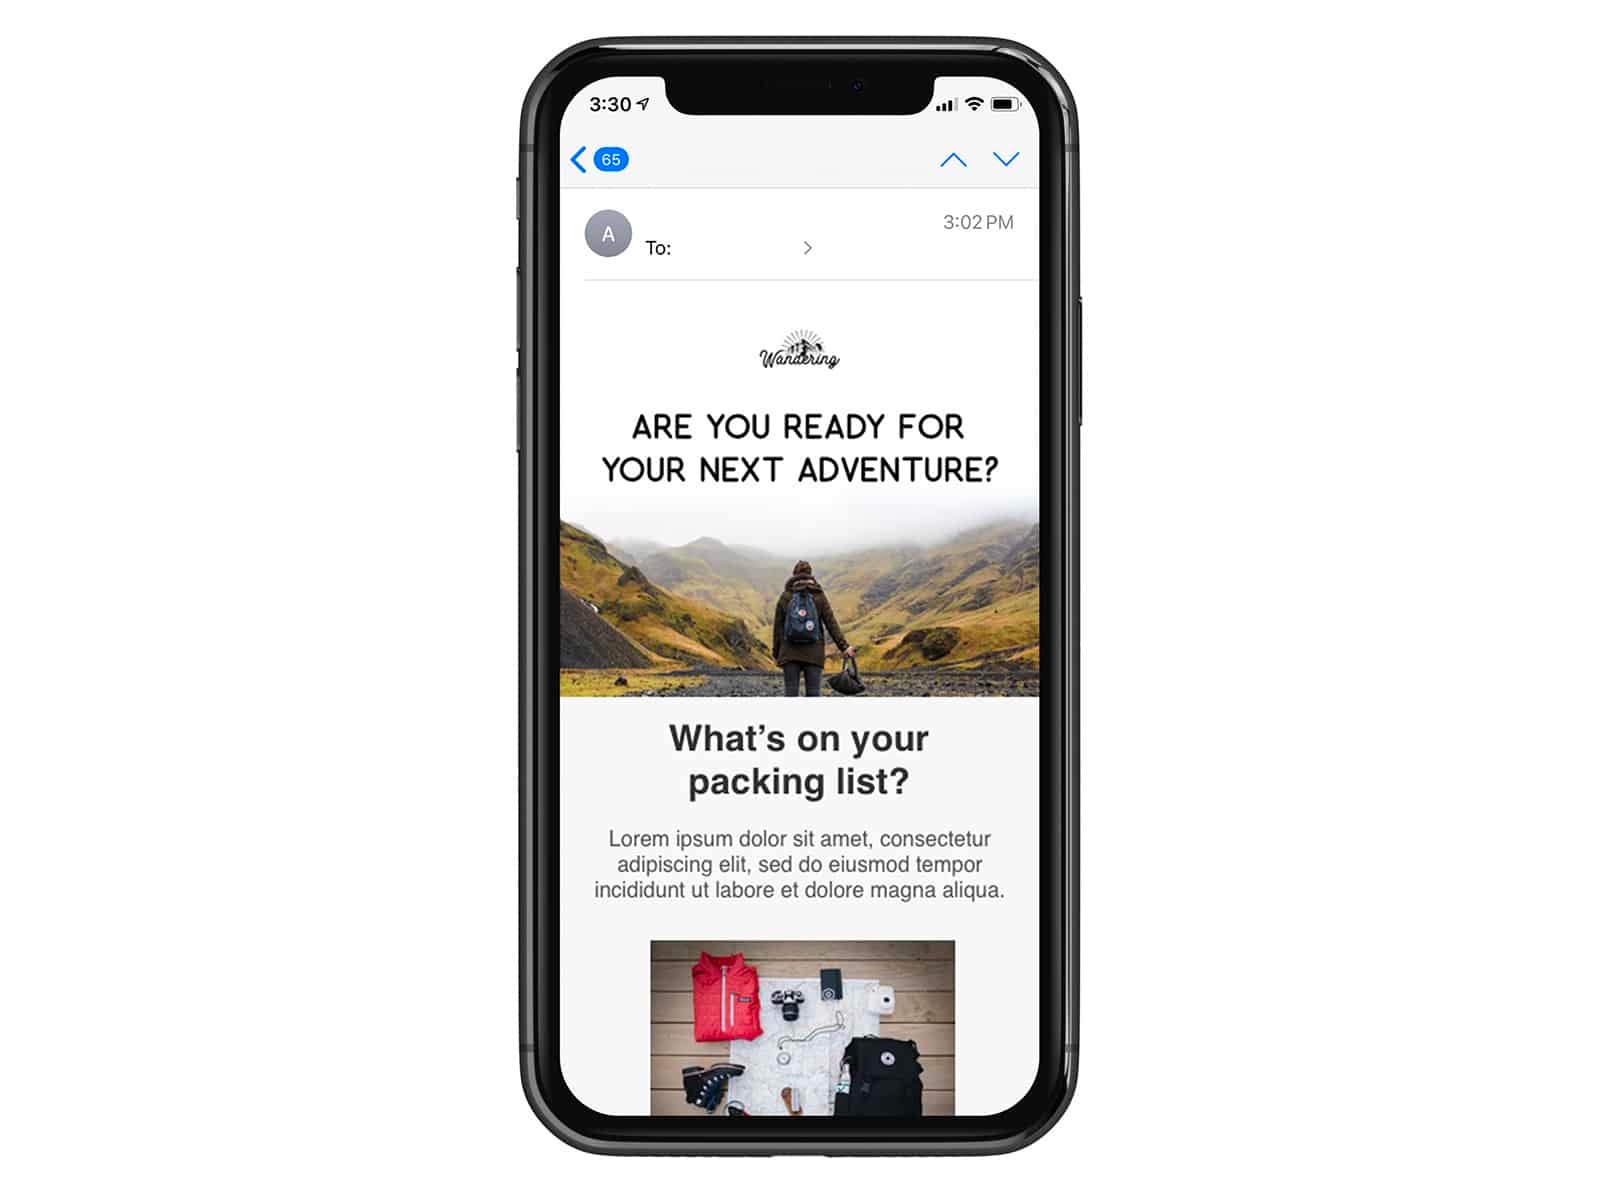 3:30
65
3:02 PM
A
To:
Wandering
ARE YOU READY FOR
YOUR NEXT ADVENTURE?
What’s on your
packing list?
Lorem ipsum dolor sit amet, consectetur
adipiscing elit, sed do eiusmod tempor
incididunt ut labore et dolore magna aliqua.